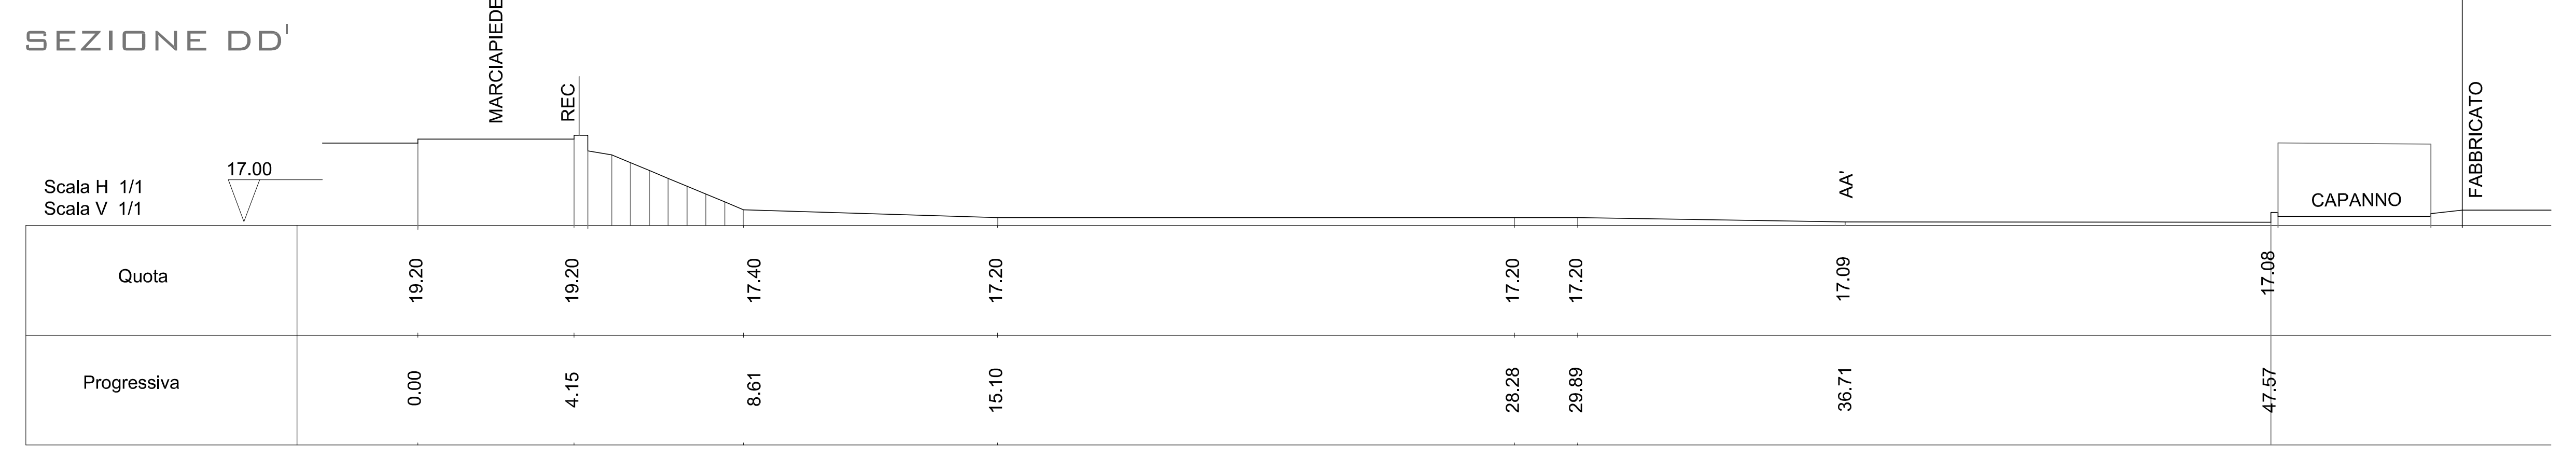 SEZIONE DD'
MARCIAPIEDE
REC
17.00
Scala H 1/1
Scala V 1/1
AA'
CAPANNO
FABBRICATO
Quota
19.20
19.20
17.40
17.20
17.20
17.20
17.09
17.08
Progressiva
0.00
4.15
8.61
15.10
28.28
29.89
36.71
47.57